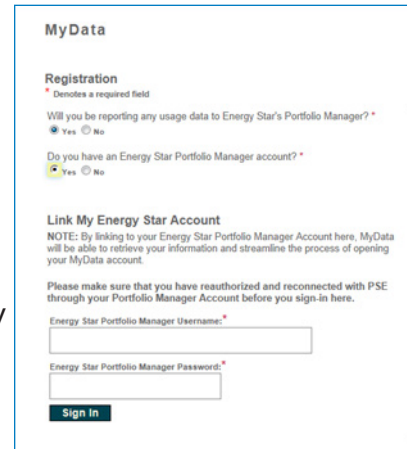 MyData
Registration
* Denotes a required field
Will you be reporting any usage data to Energy Star's Portfolio Manager? *
Yes No
Do you have an Energy Star Portfolio Manager account? *
Yes No
Link My Energy Star Account
NOTE: By linking to your Energy Star Portfolio Manager Account here, MyData
will be able to retrieve your information and streamline the process of opening
your MyData account.
Please make sure that you have reauthorized and reconnected with PSE
through your Portfolio Manager Account before you sign-in here.
Energy Star Portfolio Manager Username:*
Energy Star Portfolio Manager Password:*
Sign In